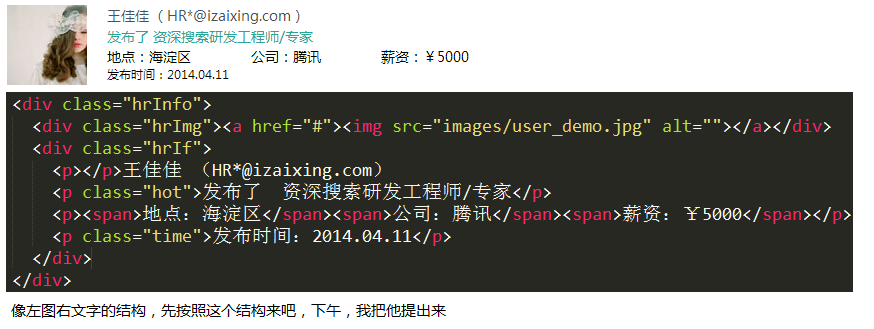 王佳佳（HR*@izaixing.com）
发布了 资深搜索研发工程师/专家
地点：海淀区 公司：腾讯 薪资：￥5000
发布时间：2014.04.11
<div class="hrInfo">
<div class="hrImg"><a href="#"><img src="images/user_demo.jpg" alt=""></a></div>
<div class="hrIf">
<p></p>王佳佳 （HR*@izaixing.com）
<p class="hot">发布了 资深搜索研发工程师/专家</p>
<p><span>地点：海淀区</span><span>公司：腾讯</span><span>薪资：￥5000</span></p>
<p class="time">发布时间：2014.04.11</p>
</div>
</div>
像左图右文字的结构，先按照这个结构来吧，下午，我把他提出来